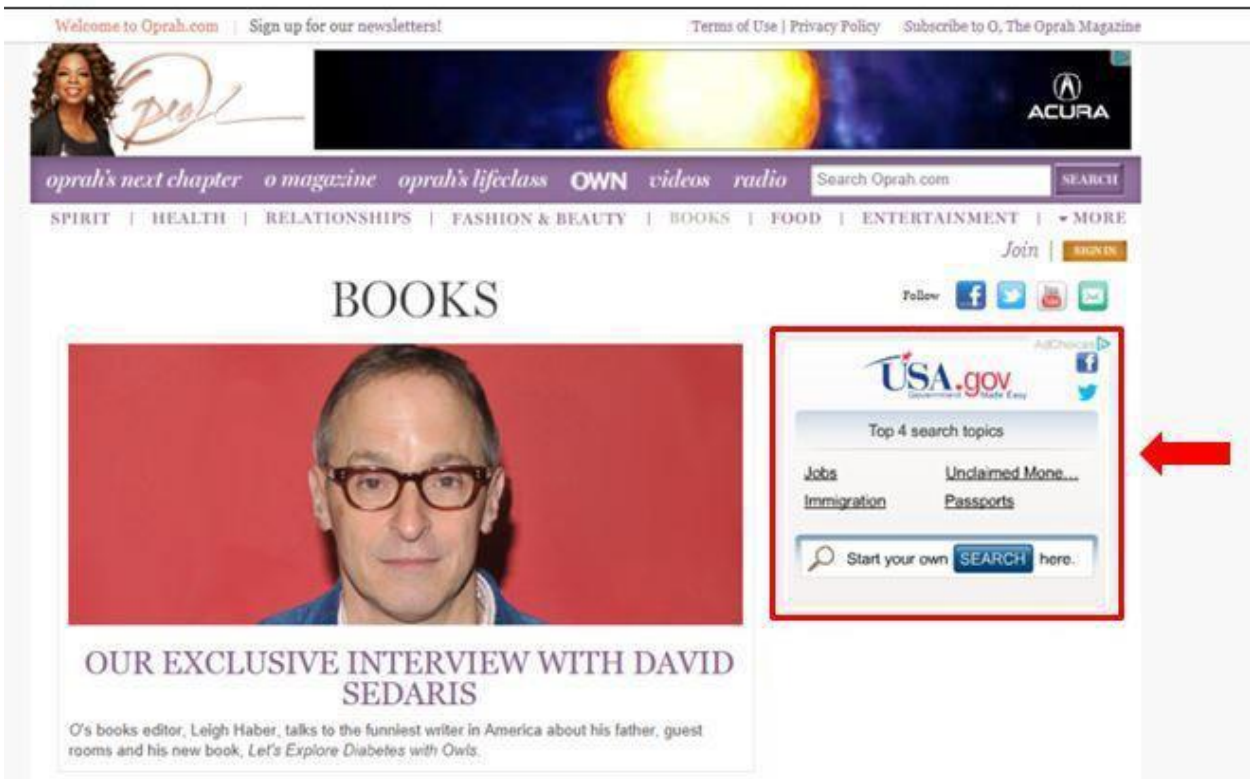 Welcome to Oprah.com | Sign up for our newsletters!
Terms of Use | Privacy Policy Subscribe to O, The Oprah Magazine
Oprah
ACURA
oprah's next chapter o magazine oprah's lifeclass OWN videos radio Search Oprah.com SEARCH
SPIRIT | HEALTH | RELATIONSHIPS | FASHION & BEAUTY | BOOKS | FOOD | ENTERTAINMENT | MORE
Join | SIGN IN
BOOKS
Follow
AdChoices
USA.gov
Government Made Easy
Top 4 search topics
Jobs Unclaimed Mone...
Immigration Passports
Start your own SEARCH here.
OUR EXCLUSIVE INTERVIEW WITH DAVID
SEDARIS
O's books editor, Leigh Haber, talks to the funniest writer in America about his father, guest
rooms and his new book, Let's Explore Diabetes with Owls.